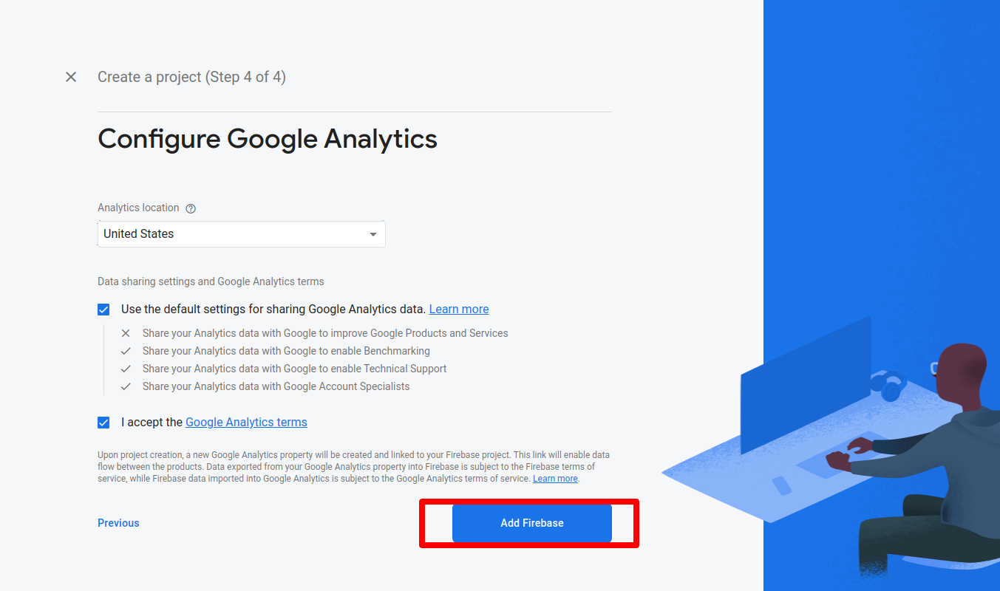 Create a project (Step 4 of 4)
Configure Google Analytics
Analytics location
United States
Data sharing settings and Google Analytics terms
Use the default settings for sharing Google Analytics data. Learn more
Share your Analytics data with Google to improve Google Products and Services
Share your Analytics data with Google to enable Benchmarking
Share your Analytics data with Google to enable Technical Support
Share your Analytics data with Google Account Specialists
I accept the Google Analytics terms
Upon project creation, a new Google Analytics property will be created and linked to your Firebase project. This link will enable data
flow between the products. Data exported from your Google Analytics property into Firebase is subject to the Firebase terms of
service, while Firebase data imported into Google Analytics is subject to the Google Analytics terms of service. Learn more.
Previous
Add Firebase